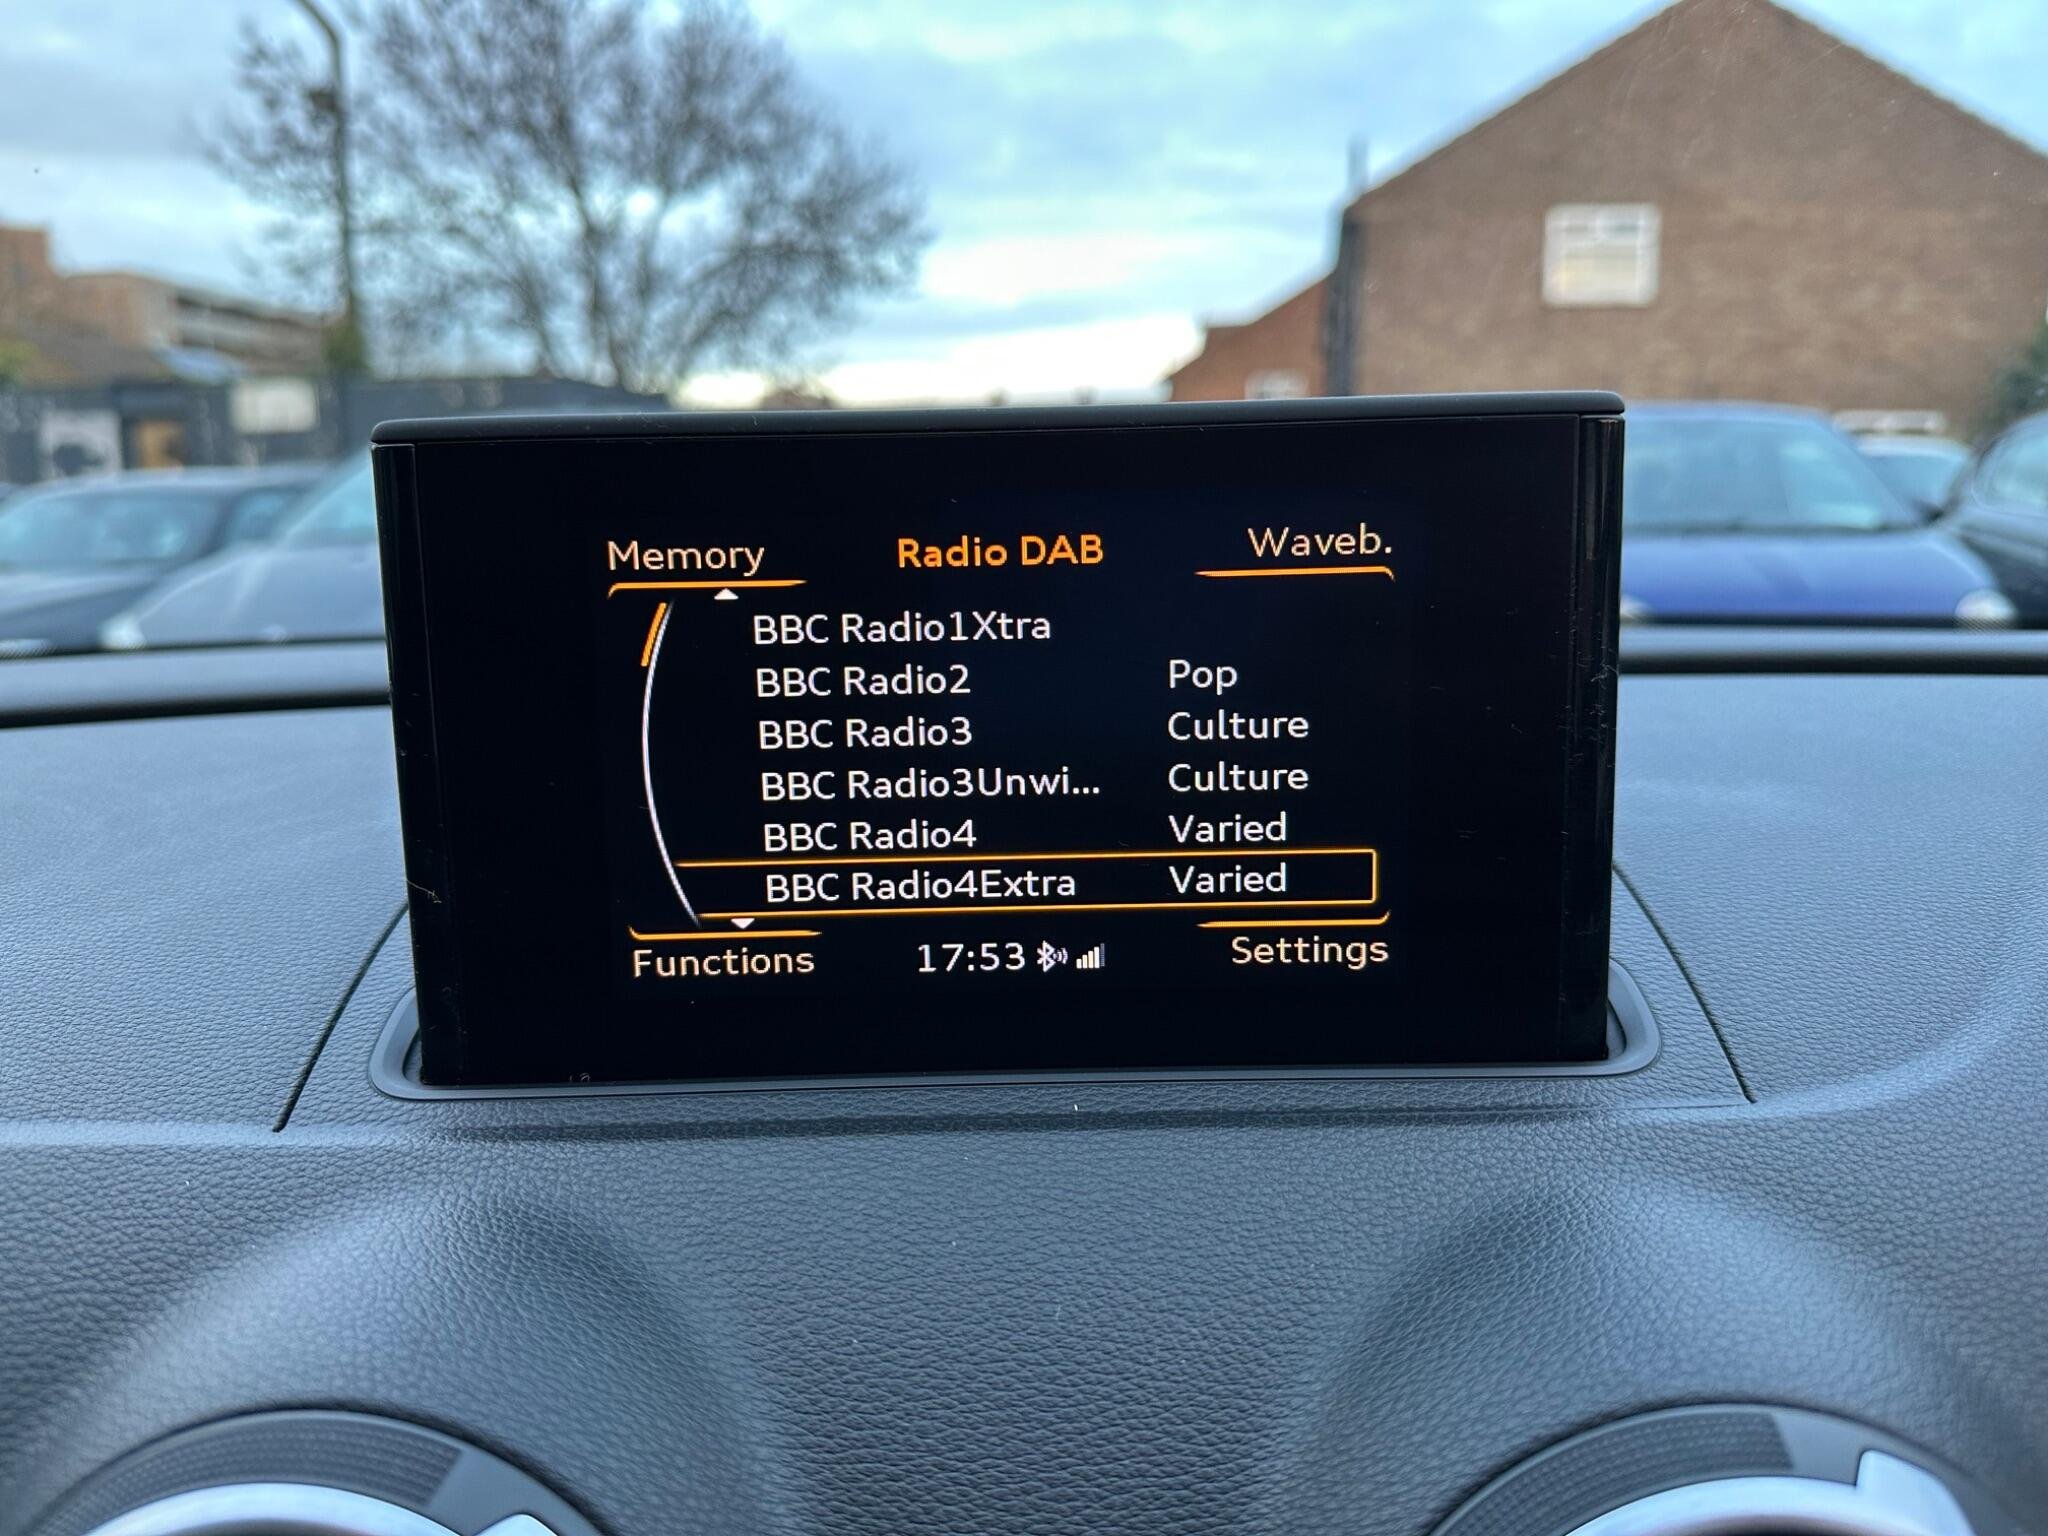 Memory Radio DAB Waveb.
BBC Radio1Xtra
BBC Radio2 Pop
BBC Radio3 Culture
BBC Radio3Unwi... Culture
BBC Radio4 Varied
BBC Radio4Extra Varied
Functions 17:53 Settings